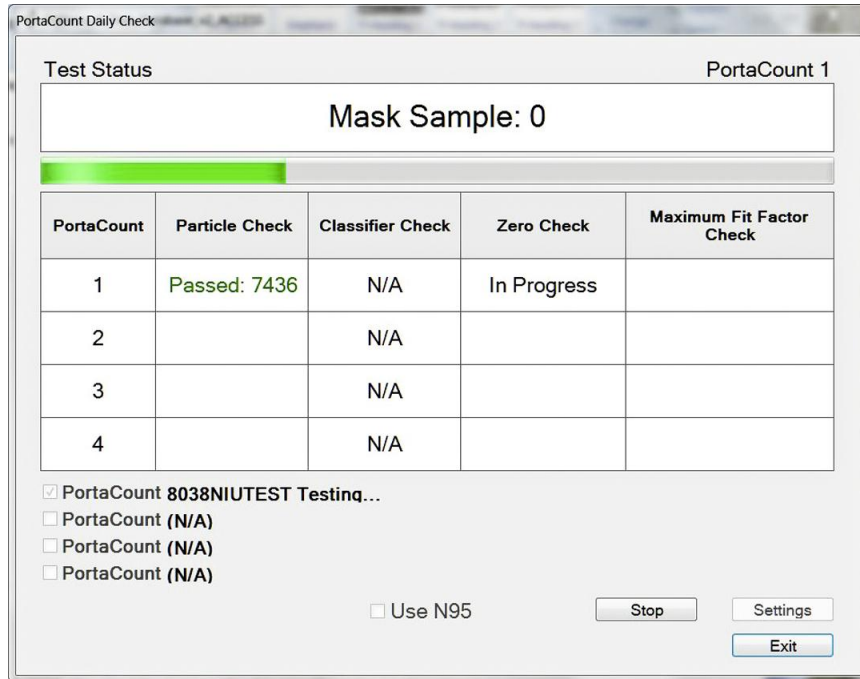 PortaCount Daily Check
Test Status PortaCount 1
Mask Sample: 0
PortaCount Particle Check Classifier Check Zero Check Maximum Fit Factor
Check
1 Passed: 7436 N/A In Progress
2 N/A
3 N/A
4 N/A
PortaCount 8038NIUTEST Testing...
PortaCount (N/A)
PortaCount (N/A)
PortaCount (N/A)
Use N95 Stop Settings
Exit